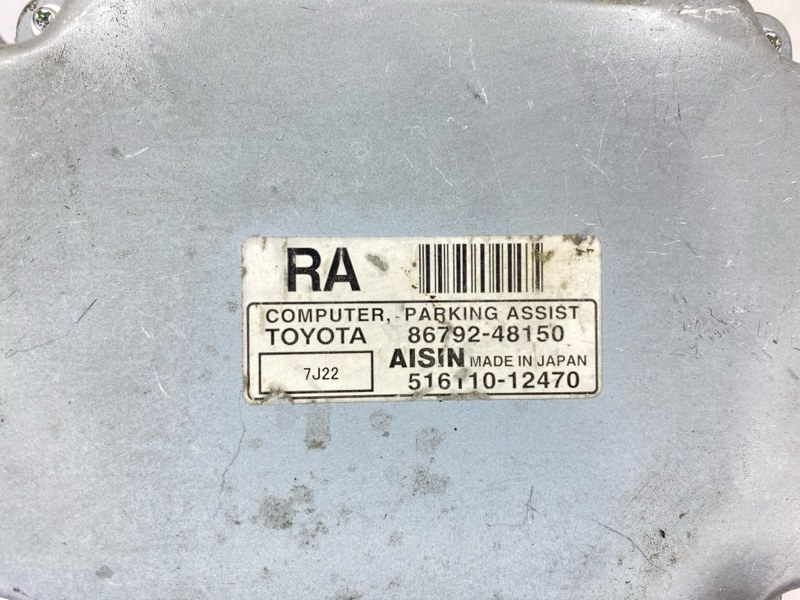 RA
COMPUTER, PARKING ASSIST
TOYOTA 86792-48150
7J22
AISIN MADE IN JAPAN
516110-12470